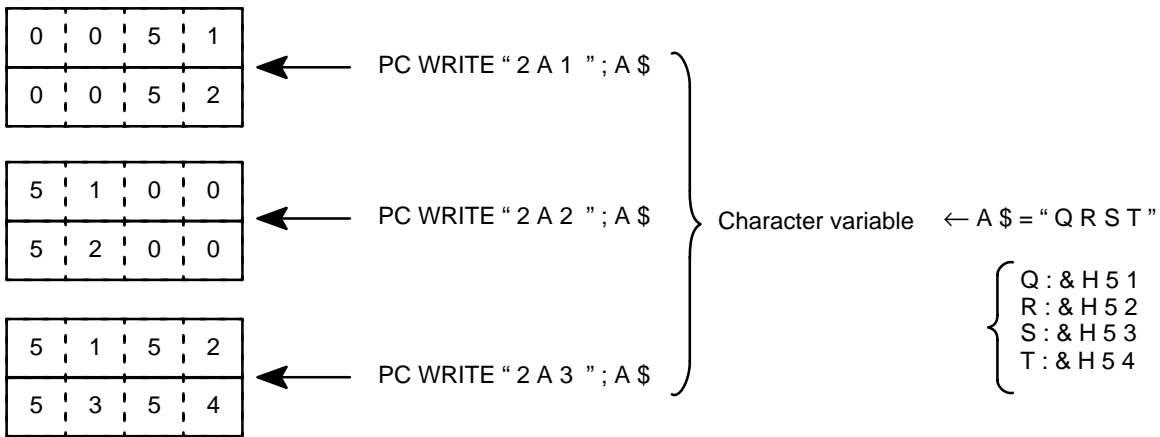 0 0 5 1
0 0 5 2
PC WRITE “ 2 A 1 ” ; A $
5 1 0 0
5 2 0 0
PC WRITE “ 2 A 2 ” ; A $
Character variable ← A $ = “ Q R S T ”
Q : & H 5 1
R : & H 5 2
S : & H 5 3
T : & H 5 4
5 1 5 2
5 3 5 4
PC WRITE “ 2 A 3 ” ; A $